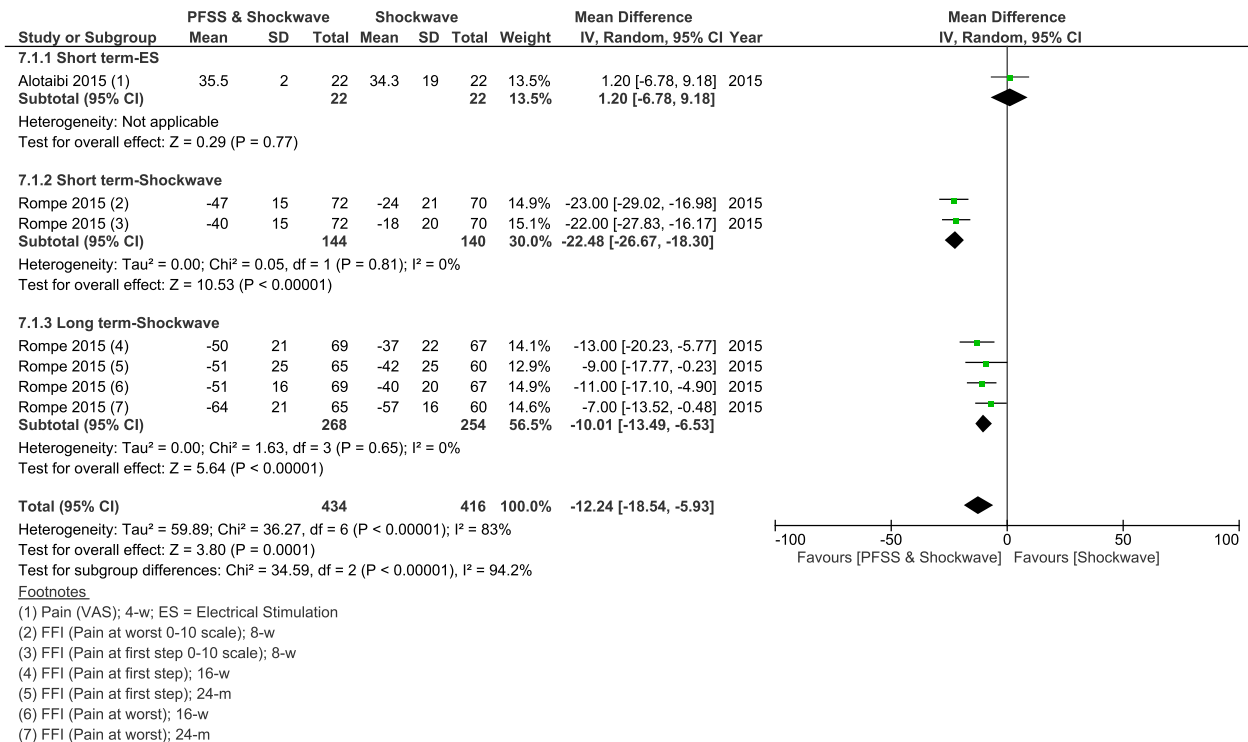 PFSS & Shockwave Shockwave Mean Difference Mean Difference
Study or Subgroup Mean SD Total Mean SD Total Weight IV, Random, 95% CI Year IV, Random, 95% CI
7.1.1 Short term-ES
Alotaibi 2015 (1) 35.5 2 22 34.3 19 22 13.5% 1.20 [-6.78, 9.18] 2015
Subtotal (95% CI) 22 22 13.5% 1.20 [-6.78, 9.18]
Heterogeneity: Not applicable
Test for overall effect: Z = 0.29 (P = 0.77)
7.1.2 Short term-Shockwave
Rompe 2015 (2) -47 15 72 -24 21 70 14.9% -23.00 [-29.02, -16.98] 2015
Rompe 2015 (3) -40 15 72 -18 20 70 15.1% -22.00 [-27.83, -16.17] 2015
Subtotal (95% CI) 144 140 30.0% -22.48 [-26.67, -18.30]
Heterogeneity: Tau² = 0.00; Chi² = 0.05, df = 1 (P = 0.81); I² = 0%
Test for overall effect: Z = 10.53 (P < 0.00001)
7.1.3 Long term-Shockwave
Rompe 2015 (4) -50 21 69 -37 22 67 14.1% -13.00 [-20.23, -5.77] 2015
Rompe 2015 (5) -51 25 65 -42 25 60 12.9% -9.00 [-17.77, -0.23] 2015
Rompe 2015 (6) -51 16 69 -40 20 67 14.9% -11.00 [-17.10, -4.90] 2015
Rompe 2015 (7) -64 21 65 -57 16 60 14.6% -7.00 [-13.52, -0.48] 2015
Subtotal (95% CI) 268 254 56.5% -10.01 [-13.49, -6.53]
Heterogeneity: Tau² = 0.00; Chi² = 1.63, df = 3 (P = 0.65); I² = 0%
Test for overall effect: Z = 5.64 (P < 0.00001)
Total (95% CI) 434 416 100.0% -12.24 [-18.54, -5.93]
Heterogeneity: Tau² = 59.89; Chi² = 36.27, df = 6 (P < 0.00001); I² = 83%
Test for overall effect: Z = 3.80 (P = 0.0001)
Test for subgroup differences: Chi² = 34.59, df = 2 (P < 0.00001), I² = 94.2%
-100 -50 0 50 100
Favours [PFSS & Shockwave] Favours [Shockwave]
Footnotes
(1) Pain (VAS); 4-w; ES = Electrical Stimulation
(2) FFI (Pain at worst 0-10 scale); 8-w
(3) FFI (Pain at first step 0-10 scale); 8-w
(4) FFI (Pain at first step); 16-w
(5) FFI (Pain at first step); 24-m
(6) FFI (Pain at worst); 16-w
(7) FFI (Pain at worst); 24-m